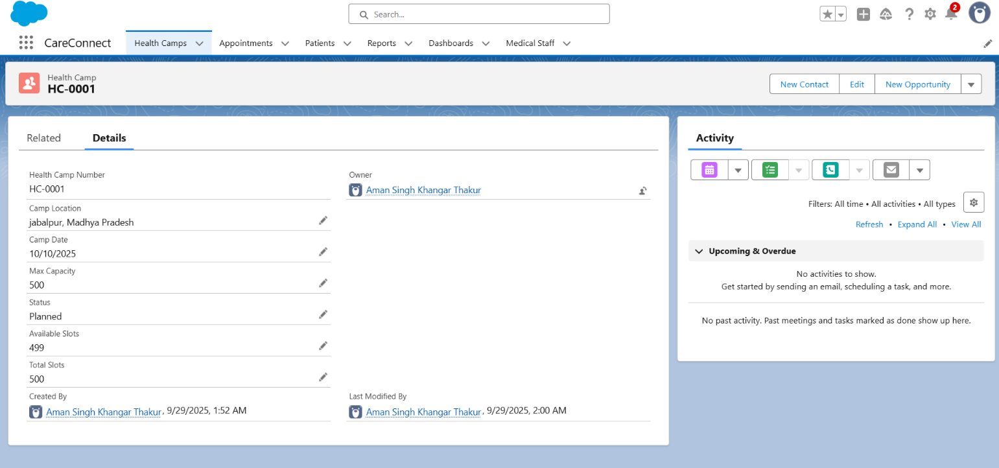 Search...
2
CareConnect
Health Camps
Appointments
Patients
Reports
Dashboards
Medical Staff
Health Camp
HC-0001
New Contact
Edit
New Opportunity
Related
Details
Health Camp Number
HC-0001
Owner
Aman Singh Khangar Thakur
Camp Location
jabalpur, Madhya Pradesh
Camp Date
10/10/2025
Max Capacity
500
Status
Planned
Available Slots
499
Total Slots
500
Created By
Aman Singh Khangar Thakur, 9/29/2025, 1:52 AM
Last Modified By
Aman Singh Khangar Thakur, 9/29/2025, 2:00 AM
Activity
Filters: All time • All activities • All types
Refresh • Expand All • View All
Upcoming & Overdue
No activities to show.
Get started by sending an email, scheduling a task, and more.
No past activity. Past meetings and tasks marked as done show up here.